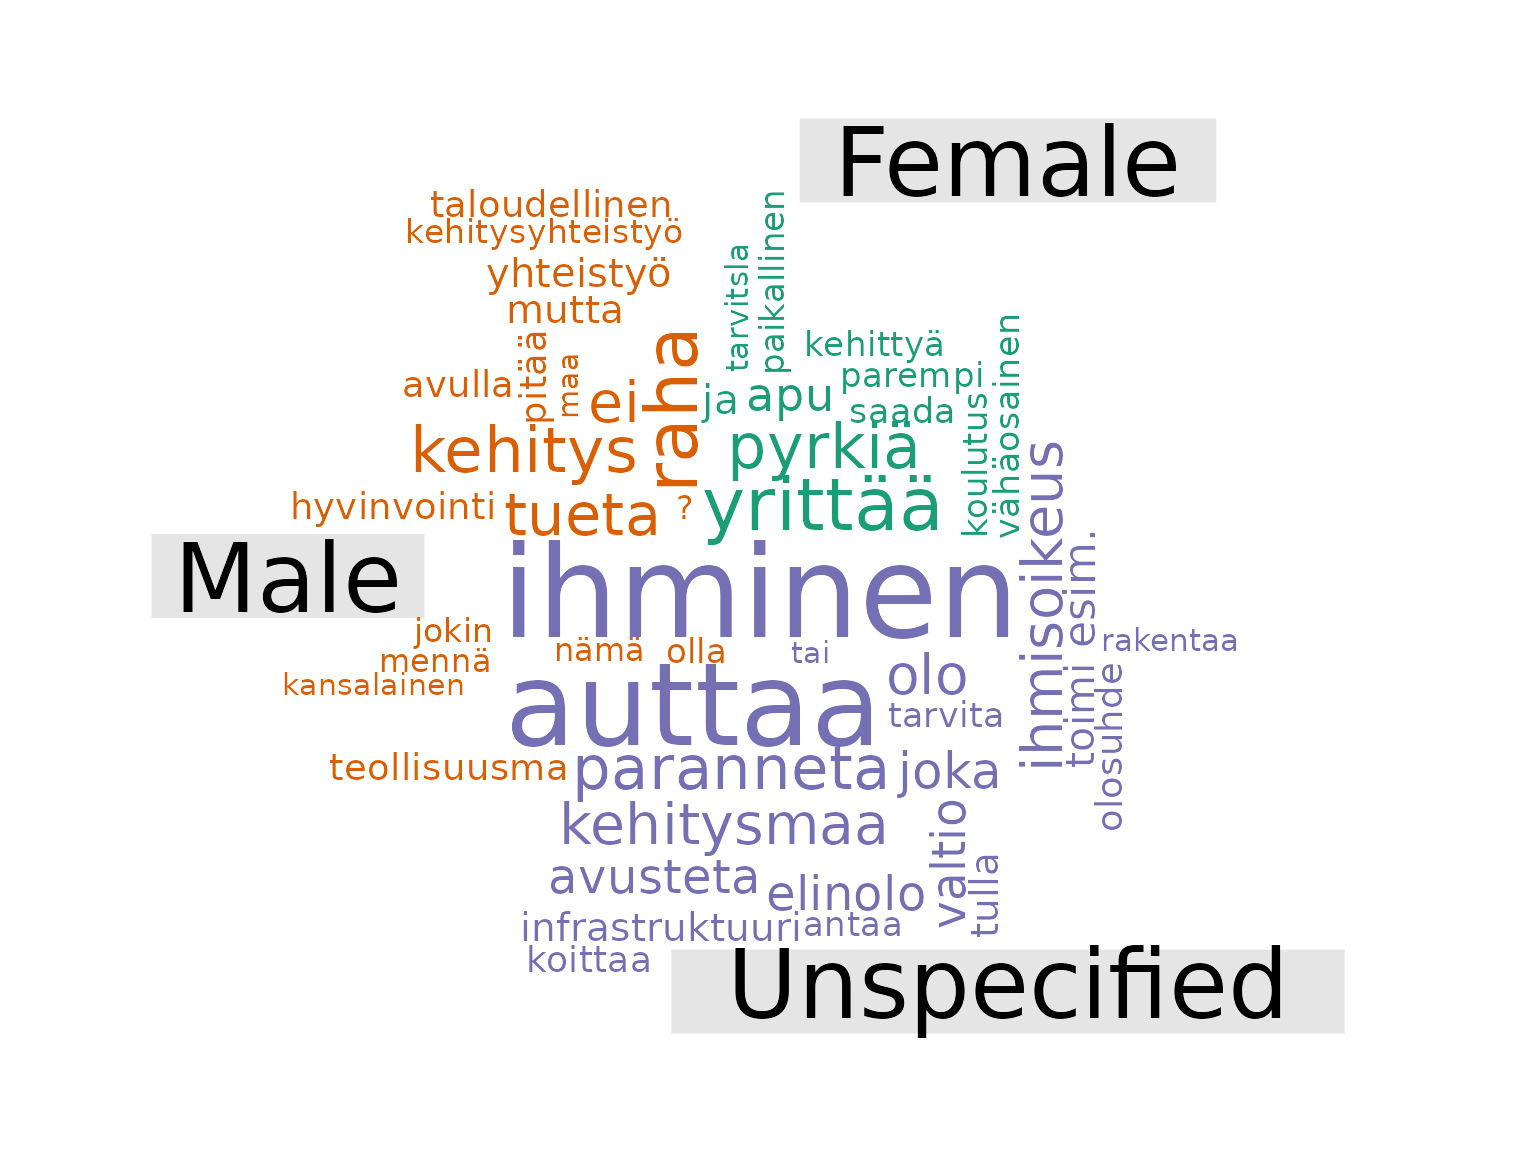 Female
taloudellinen
kehitysyhteistyö
yhteistyö
mutta
tarvitsla
paikallinen
pitää
maa
raha
kehittyä
parempi
avulla
ei
ja
apu
saada
koulutus
vähäosainen
kehitys
pyrkiä
hyvinvointi
tueta
?
yrittää
ihmisoikeus
esim.
Male
ihminen
jokin
mennä
nämä
olla
tai
rakentaa
kansalainen
auttaa
olo
tarvita
toimi
olosuhde
teollisuusma
paranneta
joka
kehitysmaa
valtio
tulla
avusteta
elinolo
infrastruktuuri
antaa
koittaa
Unspecified